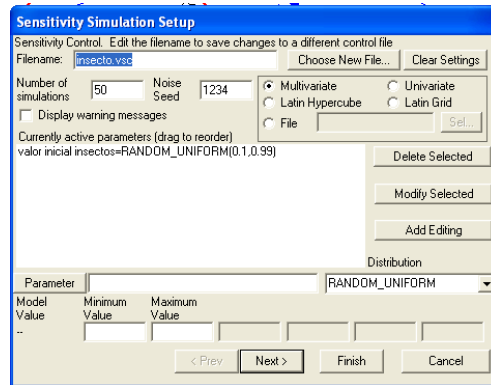 Sensitivity Simulation Setup
Sensitivity Control. Edit the filename to save changes to a different control file
Filename: insecto.vsc Choose New File... Clear Settings
Number of simulations 50 Noise Seed 1234
Multivariate Univariate
Latin Hypercube Latin Grid
File Sel...
Display warning messages
Currently active parameters (drag to reorder)
valor inicial insectos=RANDOM_UNIFORM(0.1,0.99)
Delete Selected
Modify Selected
Add Editing
Distribution
Parameter RANDOM_UNIFORM
Model Value Minimum Value Maximum Value
--
< Prev Next > Finish Cancel